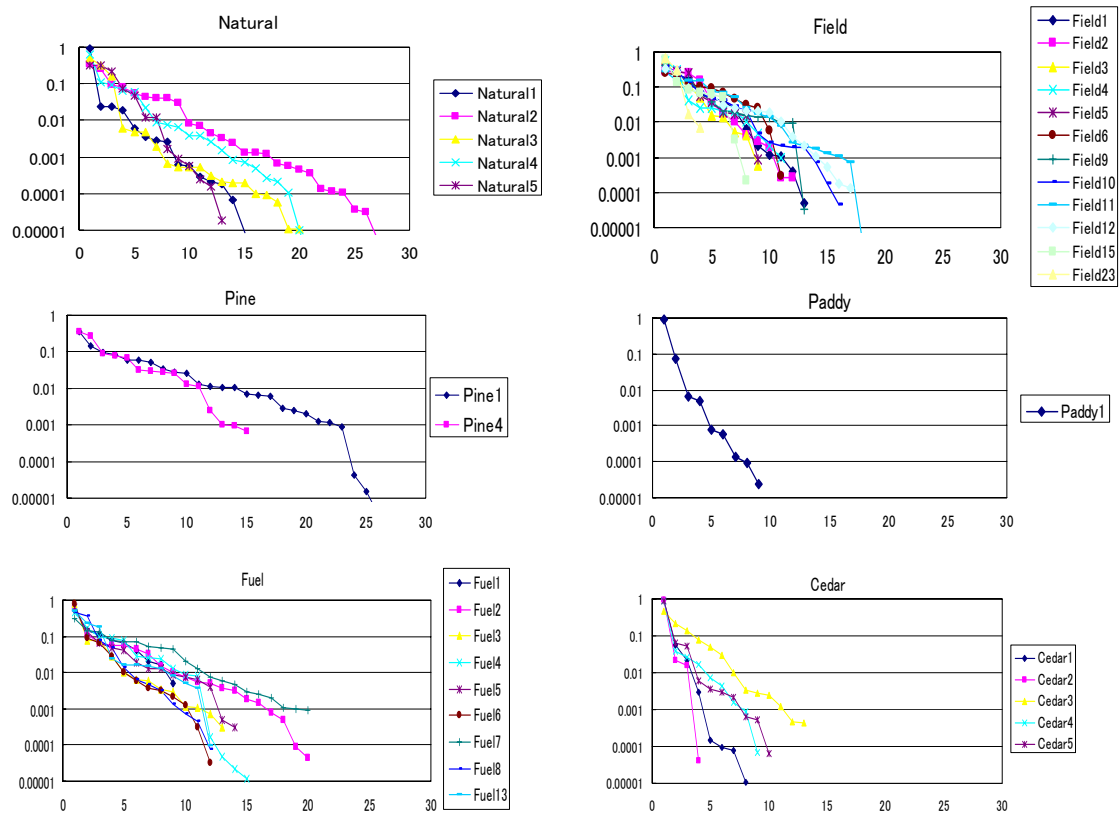 Natural
1
0.1
0.01
0.001
0.0001
0.00001
0 5 10 15 20 25 30
Natural1
Natural2
Natural3
Natural4
Natural5
Field
1
0.1
0.01
0.001
0.0001
0.00001
0 5 10 15 20 25 30
Field1
Field2
Field3
Field4
Field5
Field6
Field9
Field10
Field11
Field12
Field15
Field23
Pine
1
0.1
0.01
0.001
0.0001
0.00001
0 5 10 15 20 25 30
Pine1
Pine4
Paddy
1
0.1
0.01
0.001
0.0001
0.00001
0 5 10 15 20 25 30
Paddy1
Fuel
1
0.1
0.01
0.001
0.0001
0.00001
0 5 10 15 20 25 30
Fuel1
Fuel2
Fuel3
Fuel4
Fuel5
Fuel6
Fuel7
Fuel8
Fuel13
Cedar
1
0.1
0.01
0.001
0.0001
0.00001
0 5 10 15 20 25 30
Cedar1
Cedar2
Cedar3
Cedar4
Cedar5